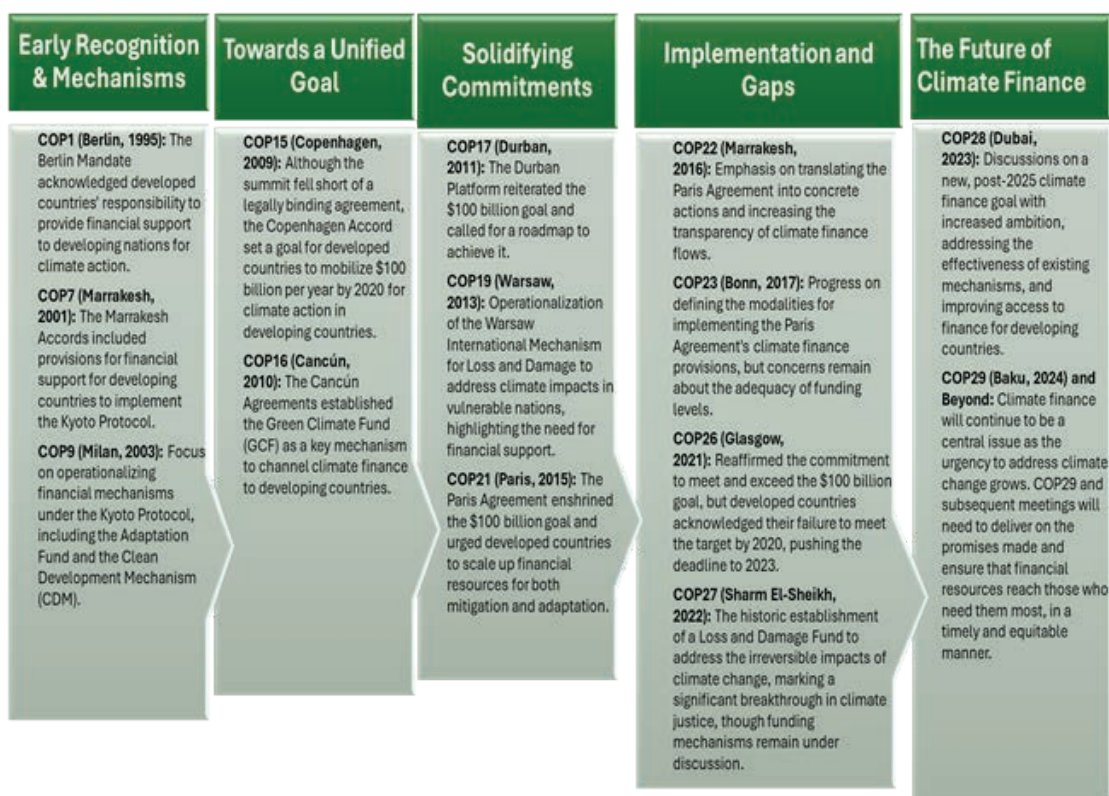 Early Recognition
& Mechanisms
COP1 (Berlin, 1995): The
Berlin Mandate
acknowledged developed
countries' responsibility to
provide financial support
to developing nations for
climate action.
COP7 (Marrakesh,
2001): The Marrakesh
Accords included
provisions for financial
support for developing
countries to implement
the Kyoto Protocol.
COP9 (Milan, 2003): Focus
on operationalizing
financial mechanisms
under the Kyoto Protocol,
including the Adaptation
Fund and the Clean
Development Mechanism
(CDM).
Towards a Unified
Goal
COP15 (Copenhagen,
2009): Although the
summit fell short of a
legally binding agreement,
the Copenhagen Accord
set a goal for developed
countries to mobilize $100
billion per year by 2020 for
climate action in
developing countries.
COP16 (Cancún,
2010): The Cancún
Agreements established
the Green Climate Fund
(GCF) as a key mechanism
to channel climate finance
to developing countries.
Solidifying
Commitments
COP17 (Durban,
2011): The Durban
Platform reiterated the
$100 billion goal and
called for a roadmap to
achieve it.
COP19 (Warsaw,
2013): Operationalization
of the Warsaw
International Mechanism
for Loss and Damage to
address climate impacts in
vulnerable nations,
highlighting the need for
financial support.
COP21 (Paris, 2015): The
Paris Agreement enshrined
the $100 billion goal and
urged developed countries
to scale up financial
resources for both
mitigation and adaptation.
Implementation and
Gaps
COP22 (Marrakesh,
2016): Emphasis on translating the
Paris Agreement into concrete
actions and increasing the
transparency of climate finance
flows.
COP23 (Bonn, 2017): Progress on
defining the modalities for
implementing the Paris
Agreement's climate finance
provisions, but concerns remain
about the adequacy of funding
levels.
COP26 (Glasgow,
2021): Reaffirmed the commitment
to meet and exceed the $100 billion
goal, but developed countries
acknowledged their failure to meet
the target by 2020, pushing the
deadline to 2023.
COP27 (Sharm El-Sheikh,
2022): The historic establishment
of a Loss and Damage Fund to
address the irreversible impacts of
climate change, marking a
significant breakthrough in climate
justice, though funding
mechanisms remain under
discussion.
The Future of
Climate Finance
COP28 (Dubai,
2023): Discussions on a
new, post-2025 climate
finance goal with
increased ambition,
addressing the
effectiveness of existing
mechanisms, and
improving access to
finance for developing
countries.
COP29 (Baku, 2024) and
Beyond: Climate finance
will continue to be a
central issue as the
urgency to address climate
change grows. COP29 and
subsequent meetings will
need to deliver on the
promises made and
ensure that financial
resources reach those who
need them most, in a
timely and equitable
manner.